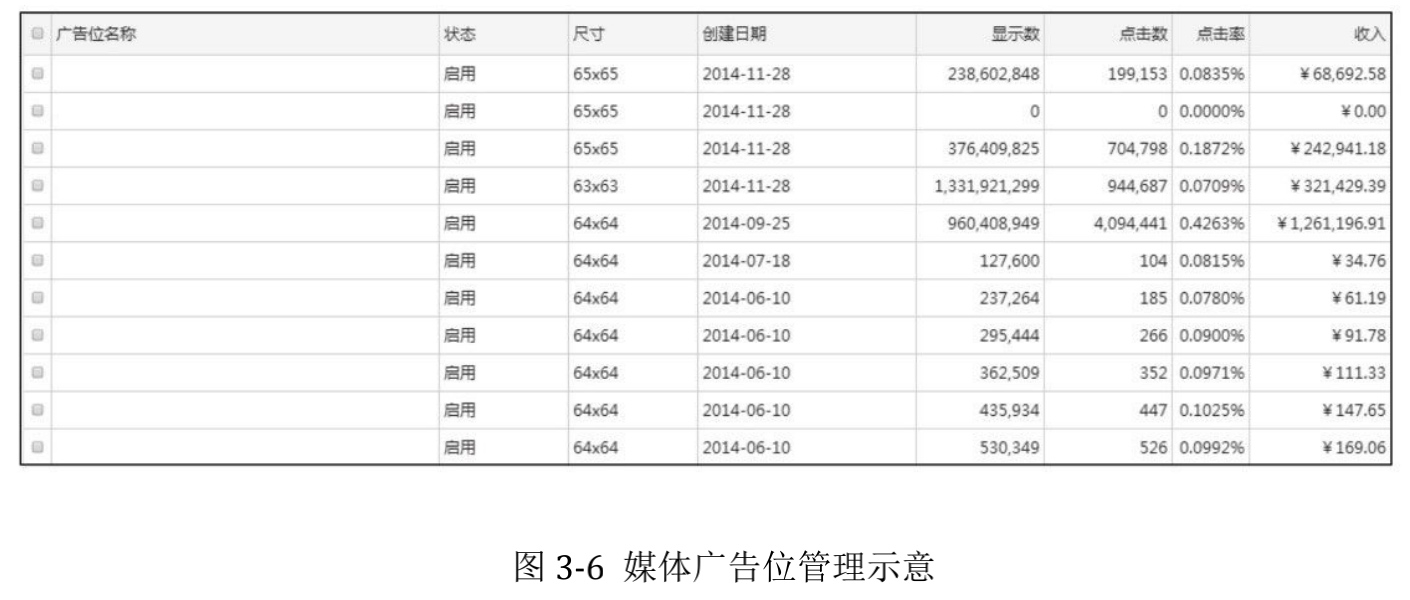 广告位名称 状态 尺寸 创建日期 显示数 点击数 点击率 收入
启用 65x65 2014-11-28 238,602,848 199,153 0.0835% ¥68,692.58
启用 65x65 2014-11-28 0 0 0.0000% ¥0.00
启用 65x65 2014-11-28 376,409,825 704,798 0.1872% ¥242,941.18
启用 63x63 2014-11-28 1,331,921,299 944,687 0.0709% ¥321,429.39
启用 64x64 2014-09-25 960,408,949 4,094,441 0.4263% ¥1,261,196.91
启用 64x64 2014-07-18 127,600 104 0.0815% ¥34.76
启用 64x64 2014-06-10 237,264 185 0.0780% ¥61.19
启用 64x64 2014-06-10 295,444 266 0.0900% ¥91.78
启用 64x64 2014-06-10 362,509 352 0.0971% ¥111.33
启用 64x64 2014-06-10 435,934 447 0.1025% ¥147.65
启用 64x64 2014-06-10 530,349 526 0.0992% ¥169.06
图 3-6 媒体广告位管理示意